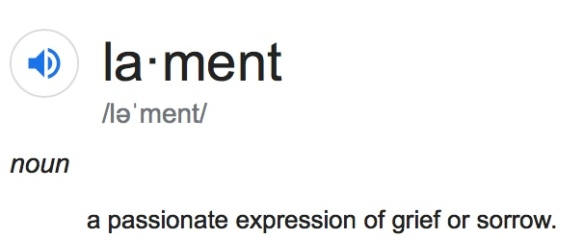 la·ment
/ləˈment/
noun
a passionate expression of grief or sorrow.